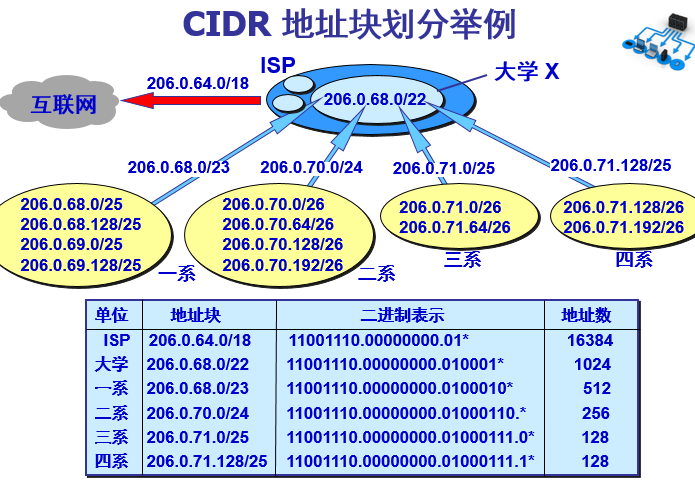 CIDR 地址块划分举例
ISP
大学 X
206.0.64.0/18
互联网
206.0.68.0/22
206.0.68.0/23
206.0.70.0/24
206.0.71.0/25
206.0.71.128/25
206.0.68.0/25
206.0.68.128/25
206.0.69.0/25
206.0.69.128/25
一系
206.0.70.0/26
206.0.70.64/26
206.0.70.128/26
206.0.70.192/26
二系
206.0.71.0/26
206.0.71.64/26
三系
206.0.71.128/26
206.0.71.192/26
四系
单位 地址块 二进制表示 地址数
ISP 206.0.64.0/18 11001110.00000000.01* 16384
大学 206.0.68.0/22 11001110.00000000.010001* 1024
一系 206.0.68.0/23 11001110.00000000.0100010* 512
二系 206.0.70.0/24 11001110.00000000.01000110.* 256
三系 206.0.71.0/25 11001110.00000000.01000111.0* 128
四系 206.0.71.128/25 11001110.00000000.01000111.1* 128